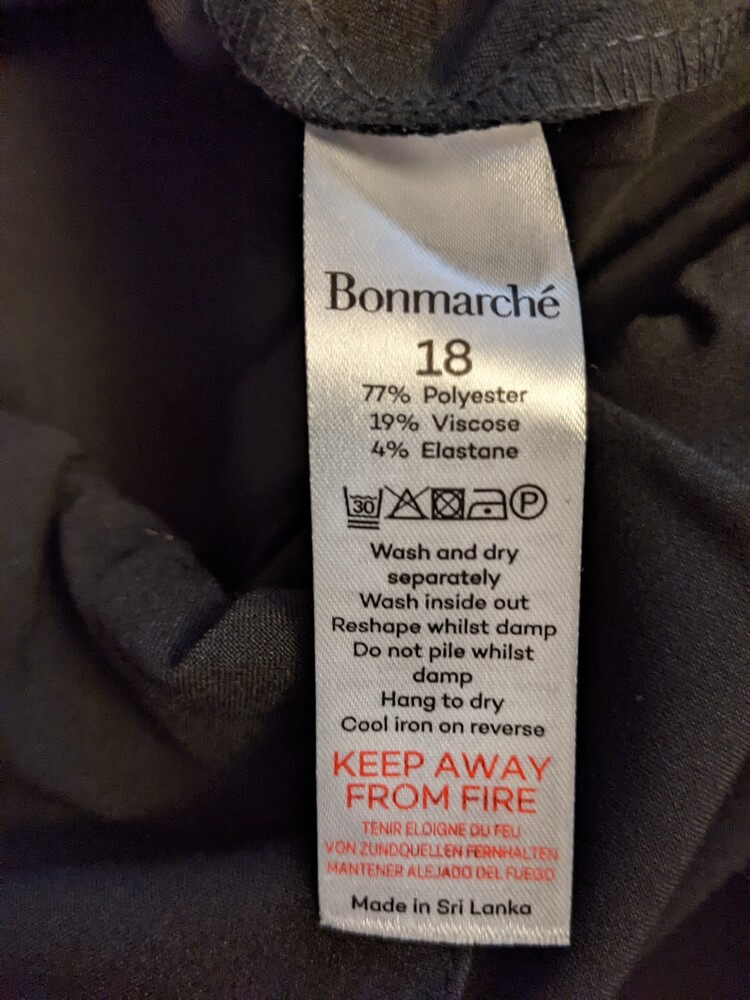 Bonmarché
18
77% Polyester
19% Viscose
4% Elastane
30 P
Wash and dry
separately
Wash inside out
Reshape whilst damp
Do not pile whilst
damp
Hang to dry
Cool iron on reverse
KEEP AWAY
FROM FIRE
TENIR ELOIGNE DU FEU
VON ZUNDQUELLEN FERNHALTEN
MANTENER ALEJADO DEL FUEGO
Made in Sri Lanka